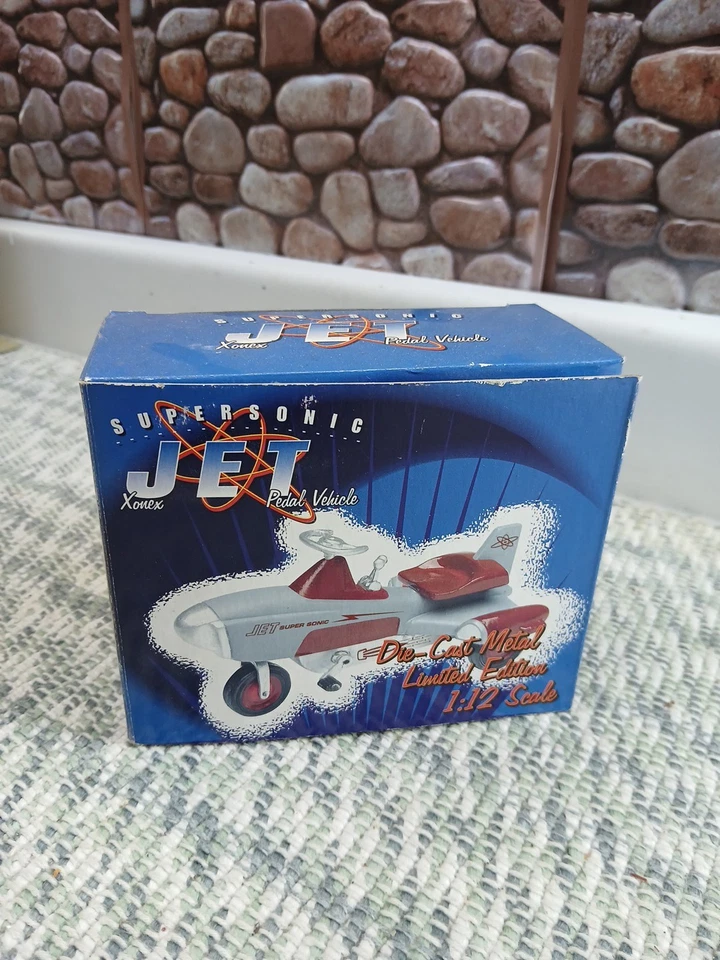 SUPERSONIC
JET
Xonex Pedal Vehicle
SUPERSONIC
JET
Xonex Pedal Vehicle
JET SUPER SONIC
Die-Cast Metal
Limited Edition
1:12 Scale